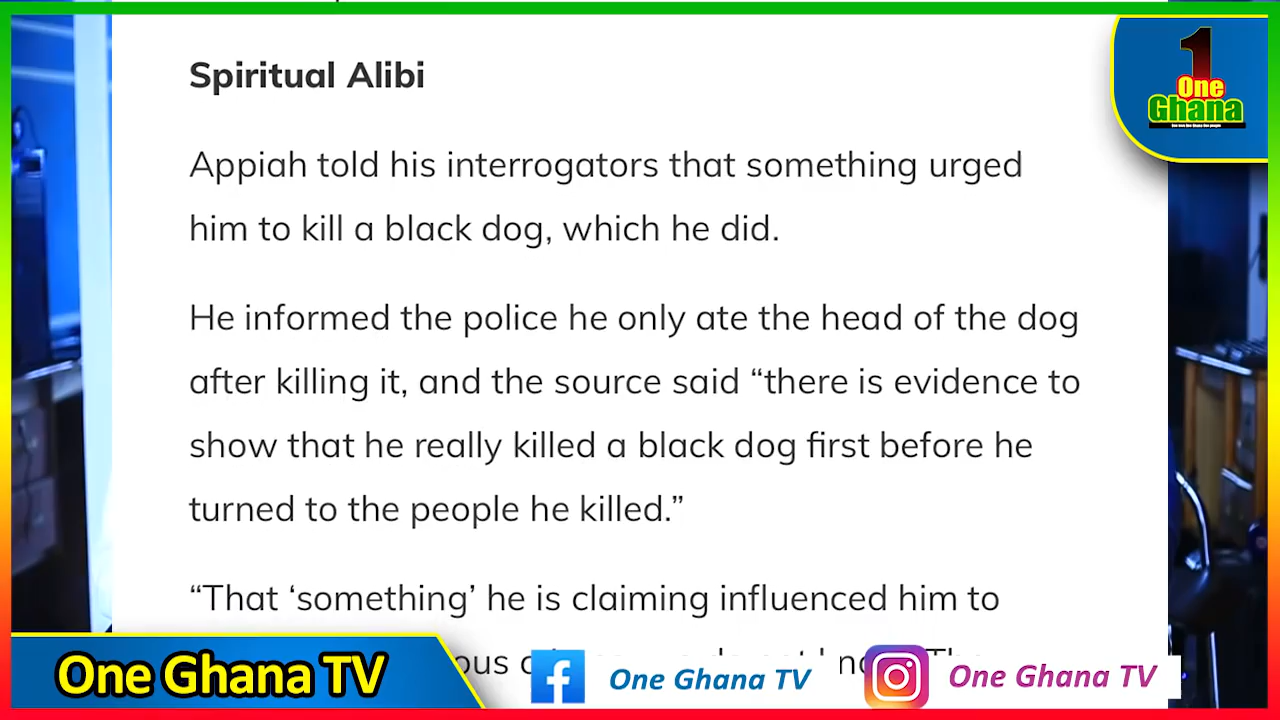 Spiritual Alibi
Appiah told his interrogators that something urged
him to kill a black dog, which he did.
He informed the police he only ate the head of the dog
after killing it, and the source said “there is evidence to
show that he really killed a black dog first before he
turned to the people he killed.”
“That ‘something’ he is claiming influenced him to
1
One
Ghana
One Ghana TV
One Ghana TV
One Ghana TV